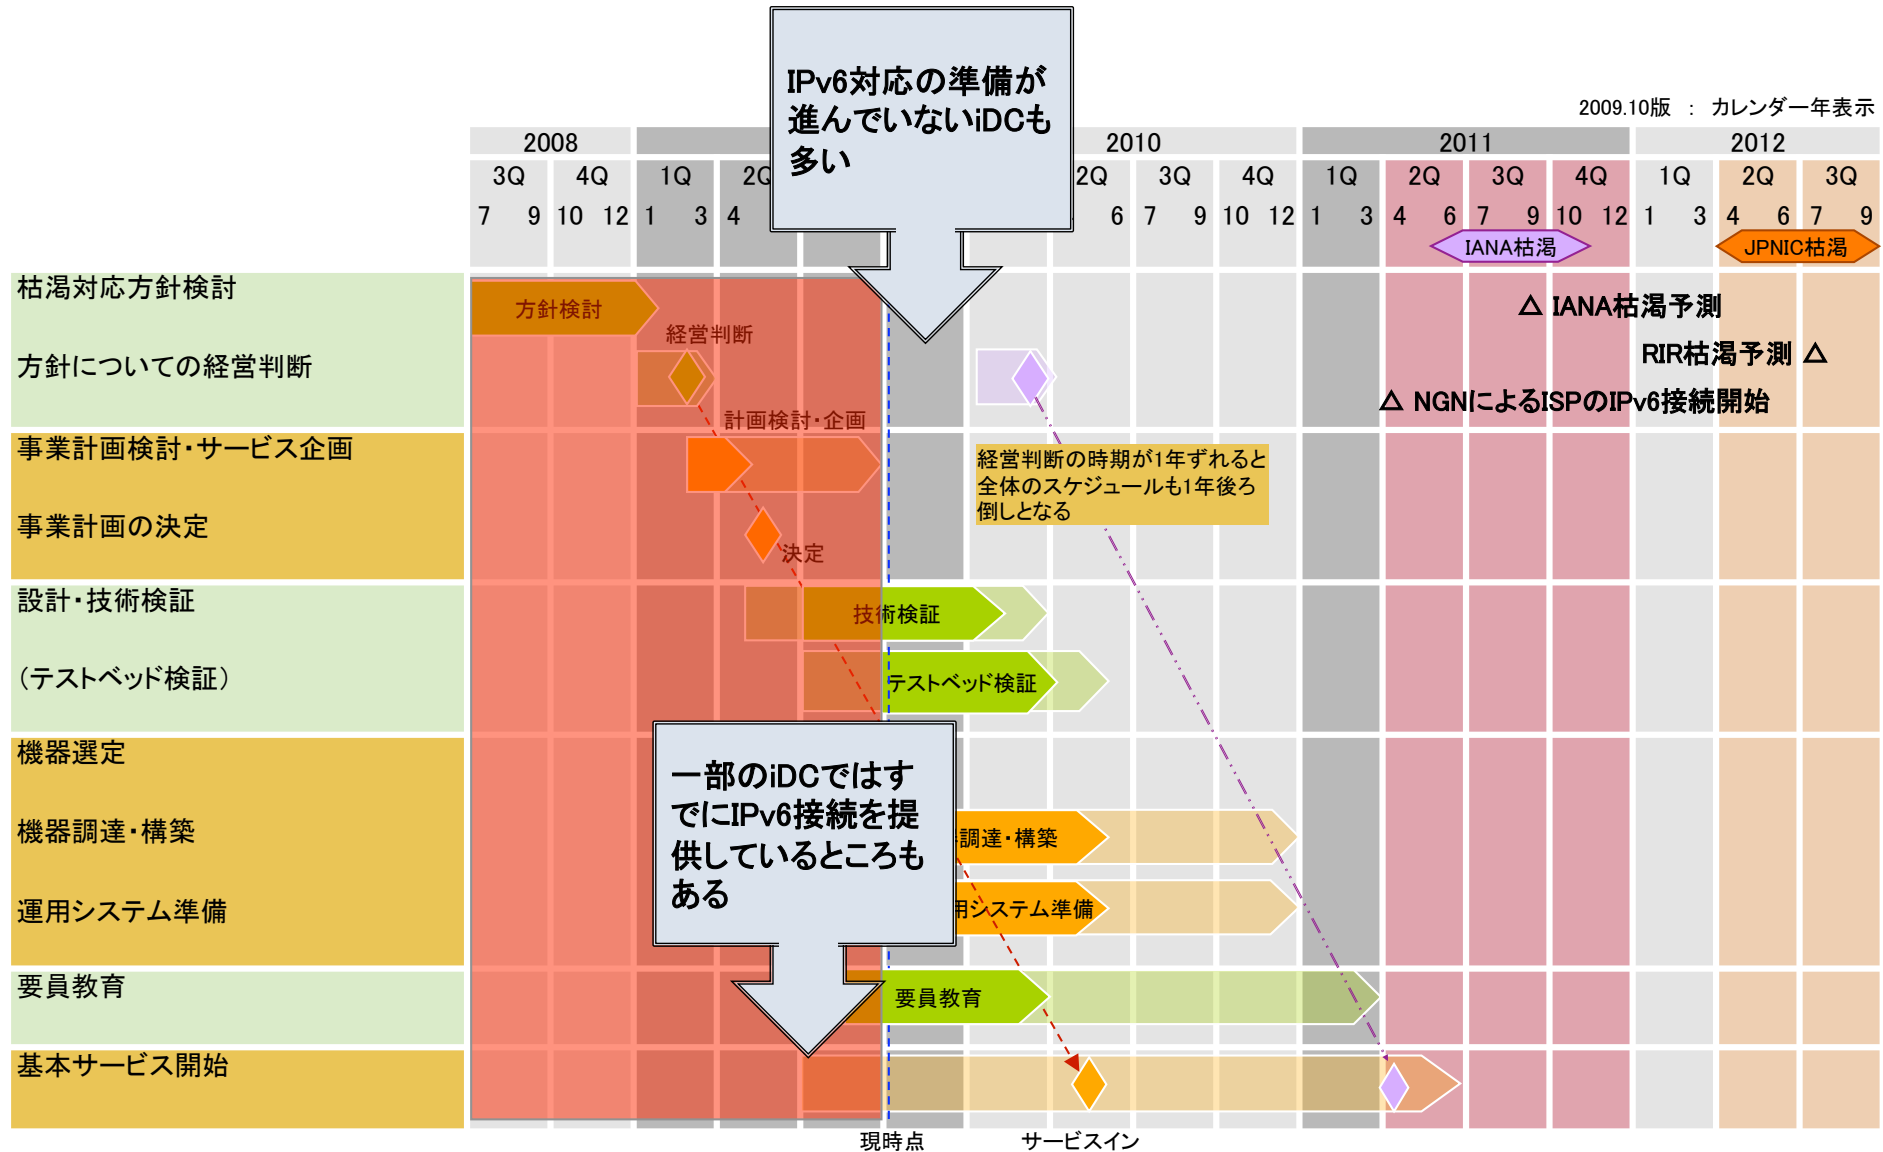 IPv6対応の準備が
進んでいないiDCも
多い
2009.10版 ： カレンダー年表示
2008
2010
2011
2012
3Q 4Q 1Q 2Q 2Q 3Q 4Q 1Q 2Q 3Q 4Q 1Q 2Q 3Q
7 9 10 12 1 3 4 6 7 9 10 12 1 3 4 6 7 9 10 12 1 3 4 6 7 9
IANA枯渇
JPNIC枯渇
枯渇対応方針検討
方針検討
△ IANA枯渇予測
経営判断
方針についての経営判断
RIR枯渇予測 △
△ NGNによるISPのIPv6接続開始
計画検討・企画
事業計画検討・サービス企画
経営判断の時期が1年ずれると
全体のスケジュールも1年後ろ
倒しとなる
事業計画の決定
決定
設計・技術検証
技術検証
（テストベッド検証）
テストベッド検証
機器選定
一部のiDCではす
でにIPv6接続を提
供しているところも
ある
機器調達・構築
調達・構築
運用システム準備
用システム準備
要員教育
要員教育
基本サービス開始
現時点
サービスイン